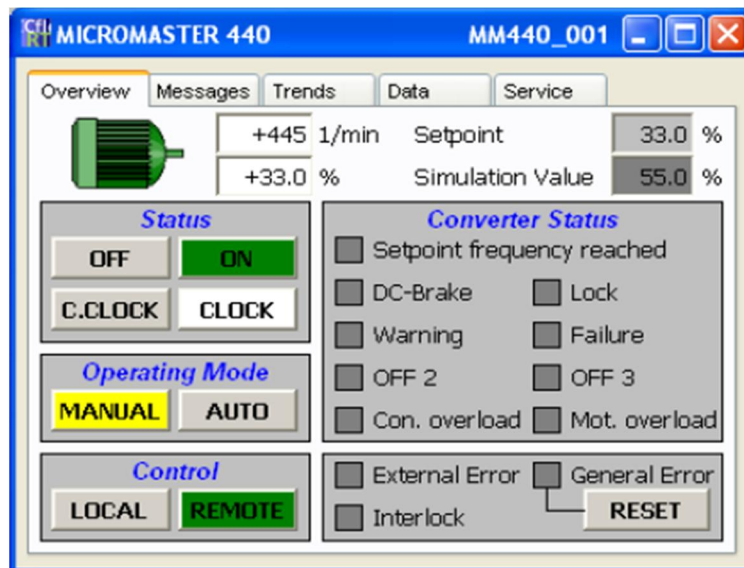 Cf!
RT MICROMASTER 440 MM440_001
Overview Messages Trends Data Service
+445 1/min Setpoint 33.0 %
+33.0 % Simulation Value 55.0 %
Status
OFF ON
C.CLOCK CLOCK
Operating Mode
MANUAL AUTO
Control
LOCAL REMOTE
Converter Status
Setpoint frequency reached
DC-Brake Lock
Warning Failure
OFF 2 OFF 3
Con. overload Mot. overload
External Error General Error
Interlock RESET